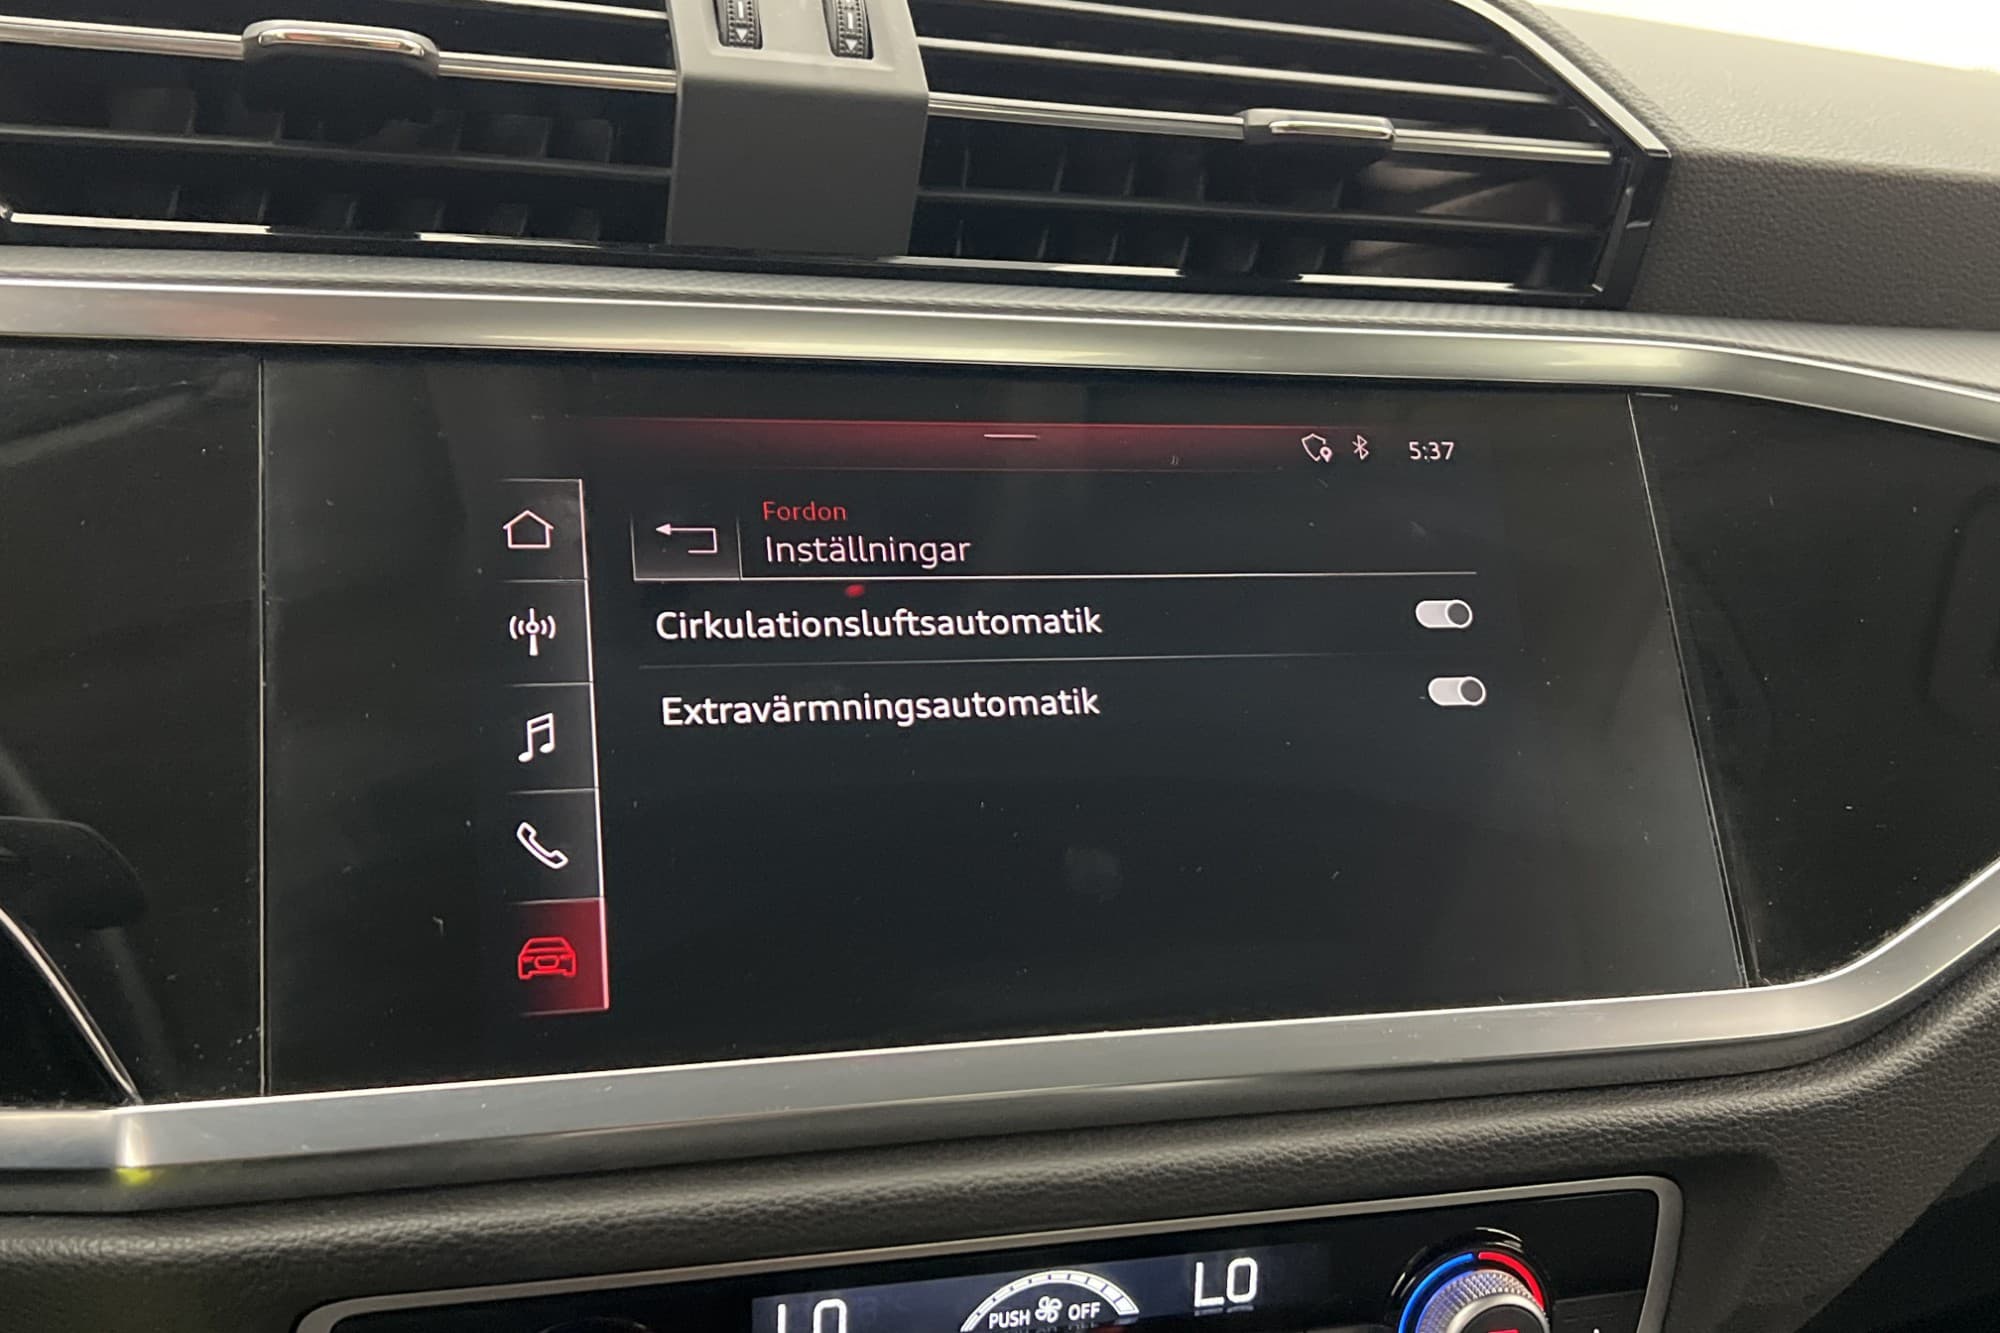 5:37
Fordon
Inställningar
Cirkulationsluftsautomatik
Extravärmningsautomatik
LO
PUSH OFF
LO